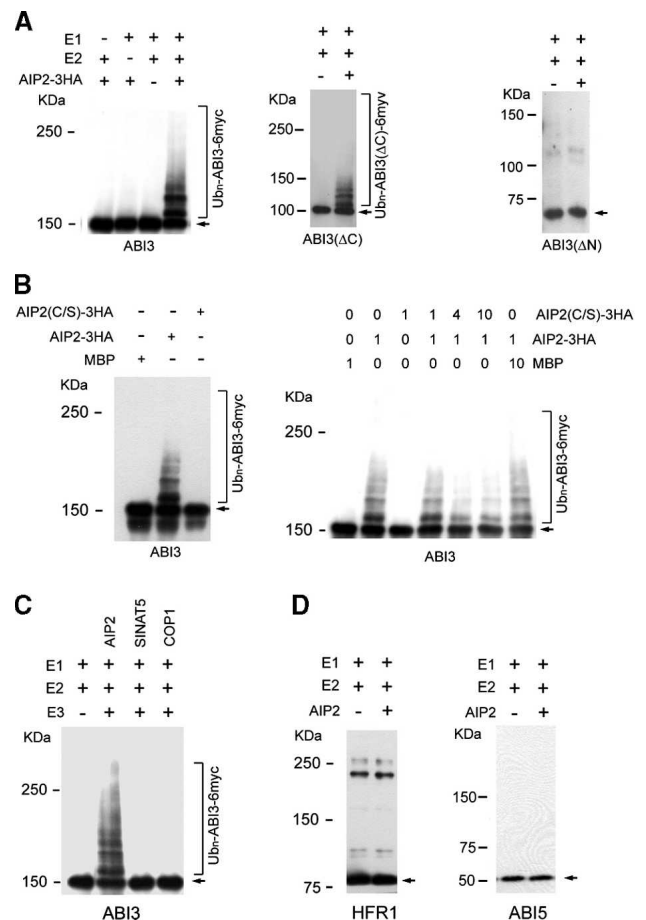 A
E1 - + + +
E2 + - + +
AIP2-3HA + + - +
KDa
250
150
Ubn-ABI3-6myc
ABI3
+ +
+ +
- +
KDa
250
150
100
Ubn-ABI3(ΔC)-6myv
ABI3(ΔC)
+ +
+ +
- +
KDa
150
100
75
ABI3(ΔN)
B
AIP2(C/S)-3HA - - +
AIP2-3HA - + -
MBP + - -
KDa
250
150
Ubn-ABI3-6myc
ABI3
0 0 1 1 4 10 0 AIP2(C/S)-3HA
0 1 0 1 1 1 1 AIP2-3HA
1 0 0 0 0 0 10 MBP
KDa
250
150
Ubn-ABI3-6myc
ABI3
C
AIP2
SINAT5
COP1
E1 + + + +
E2 + + + +
E3 - + + +
KDa
250
150
Ubn-ABI3-6myc
ABI3
D
E1 + +
E2 + +
AIP2 - +
KDa
250
150
75
HFR1
E1 + +
E2 + +
AIP2 - +
KDa
150
75
50
ABI5